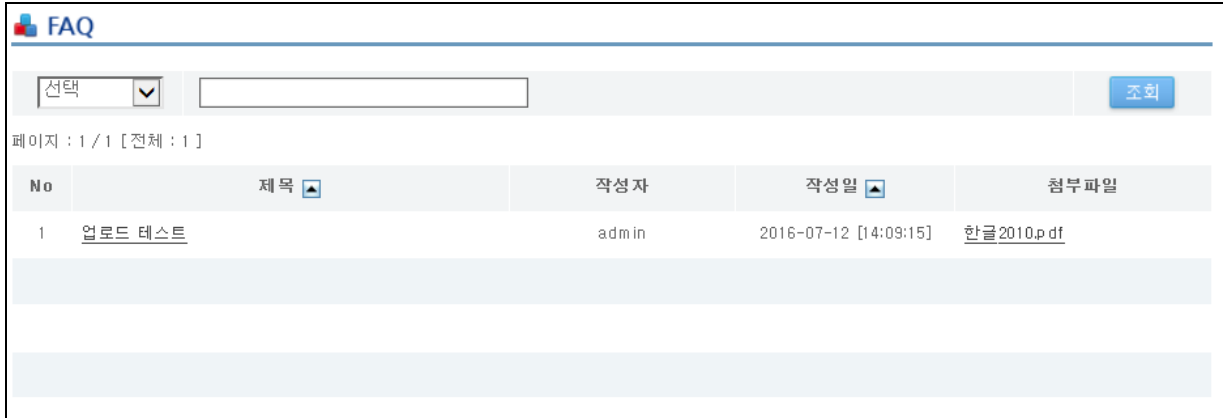 FAQ
선택
조회
페이지 : 1 / 1 [ 전체 : 1 ]
No 제목 작성자 작성일 첨부파일
1 업로드 테스트 admin 2016-07-12 [14:09:15] 한글2010.pdf